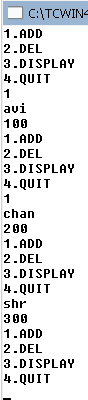 C:\TCWIN4
1.ADD
2.DEL
3.DISPLAY
4.QUIT
1
avi
100
1.ADD
2.DEL
3.DISPLAY
4.QUIT
1
chan
200
1.ADD
2.DEL
3.DISPLAY
4.QUIT
1
shr
300
1.ADD
2.DEL
3.DISPLAY
4.QUIT